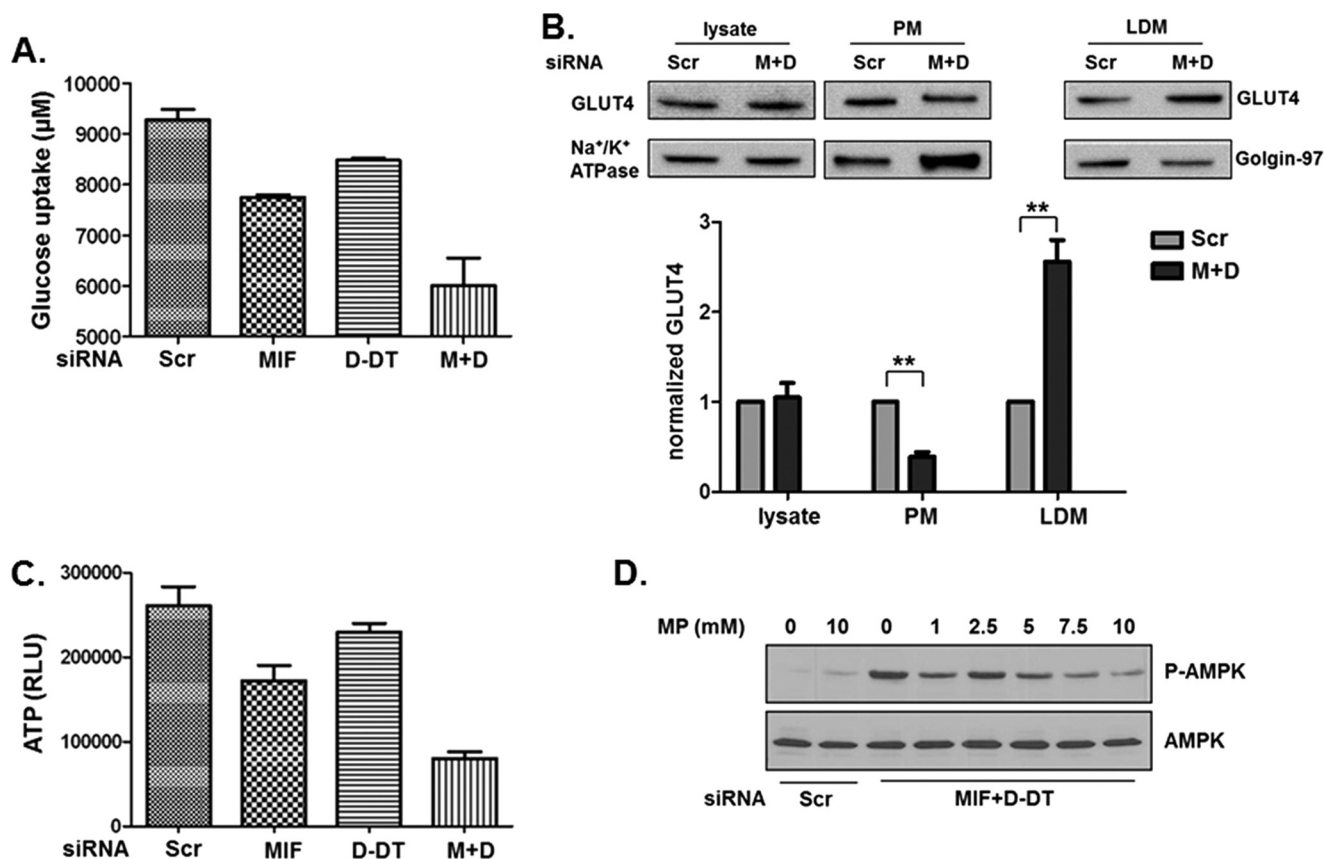 A.
Glucose uptake (µM)
10000
9000
8000
7000
6000
5000
siRNA Scr MIF D-DT M+D
B.
lysate PM LDM
siRNA Scr M+D Scr M+D Scr M+D
GLUT4 GLUT4
Na⁺/K⁺
ATPase Golgin-97
normalized GLUT4
3
2
1
0
** **
Scr
M+D
lysate PM LDM
C.
ATP (RLU)
300000
200000
100000
0
siRNA Scr MIF D-DT M+D
D.
MP (mM) 0 10 0 1 2.5 5 7.5 10
P-AMPK
AMPK
siRNA Scr MIF+D-DT